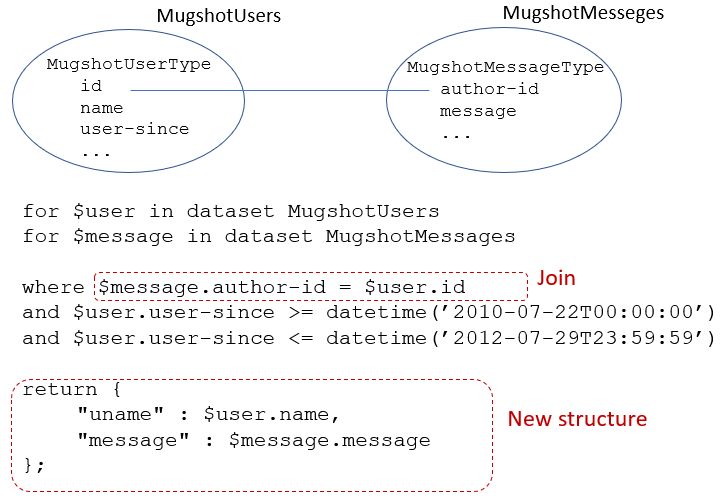 MugshotUsers
MugshotMesseges
MugshotUserType
id
name
user-since
...
MugshotMessageType
author-id
message
...
for $user in dataset MugshotUsers
for $message in dataset MugshotMessages
where $message.author-id = $user.id
Join
and $user.user-since >= datetime(’2010-07-22T00:00:00’)
and $user.user-since <= datetime(’2012-07-29T23:59:59’)
return {
"uname" : $user.name,
"message" : $message.message
};
New structure